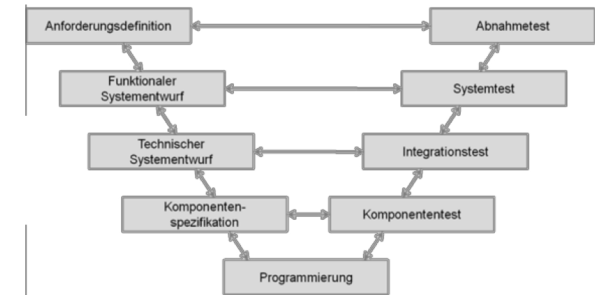 Anforderungsdefinition
Abnahmetest
Funktionaler
Systementwurf
Systemtest
Technischer
Systementwurf
Integrationstest
Komponenten-
spezifikation
Komponententest
Programmierung